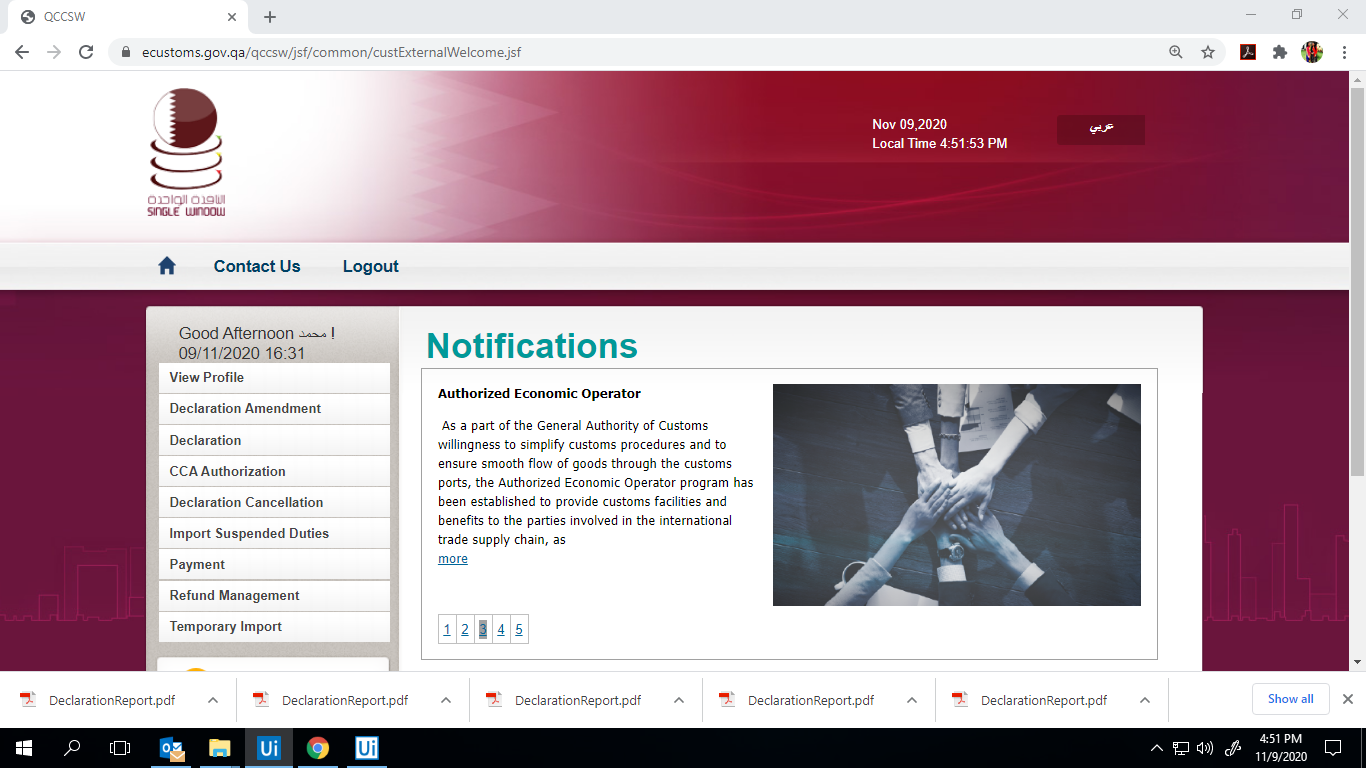 QCCSW
ecustoms.gov.qa/qccsw/jsf/common/custExternalWelcome.jsf
النافذة الواحدة
SINGLE WINDOW
Nov 09,2020
Local Time 4:51:53 PM
عربي
Contact Us
Logout
Good Afternoon محمد !
09/11/2020 16:31
View Profile
Declaration Amendment
Declaration
CCA Authorization
Declaration Cancellation
Import Suspended Duties
Payment
Refund Management
Temporary Import
Notifications
Authorized Economic Operator
As a part of the General Authority of Customs
willingness to simplify customs procedures and to
ensure smooth flow of goods through the customs
ports, the Authorized Economic Operator program has
been established to provide customs facilities and
benefits to the parties involved in the international
trade supply chain, as
more
1 2 3 4 5
DeclarationReport.pdf
DeclarationReport.pdf
DeclarationReport.pdf
DeclarationReport.pdf
DeclarationReport.pdf
Show all
Ui
Ui
4:51 PM
11/9/2020